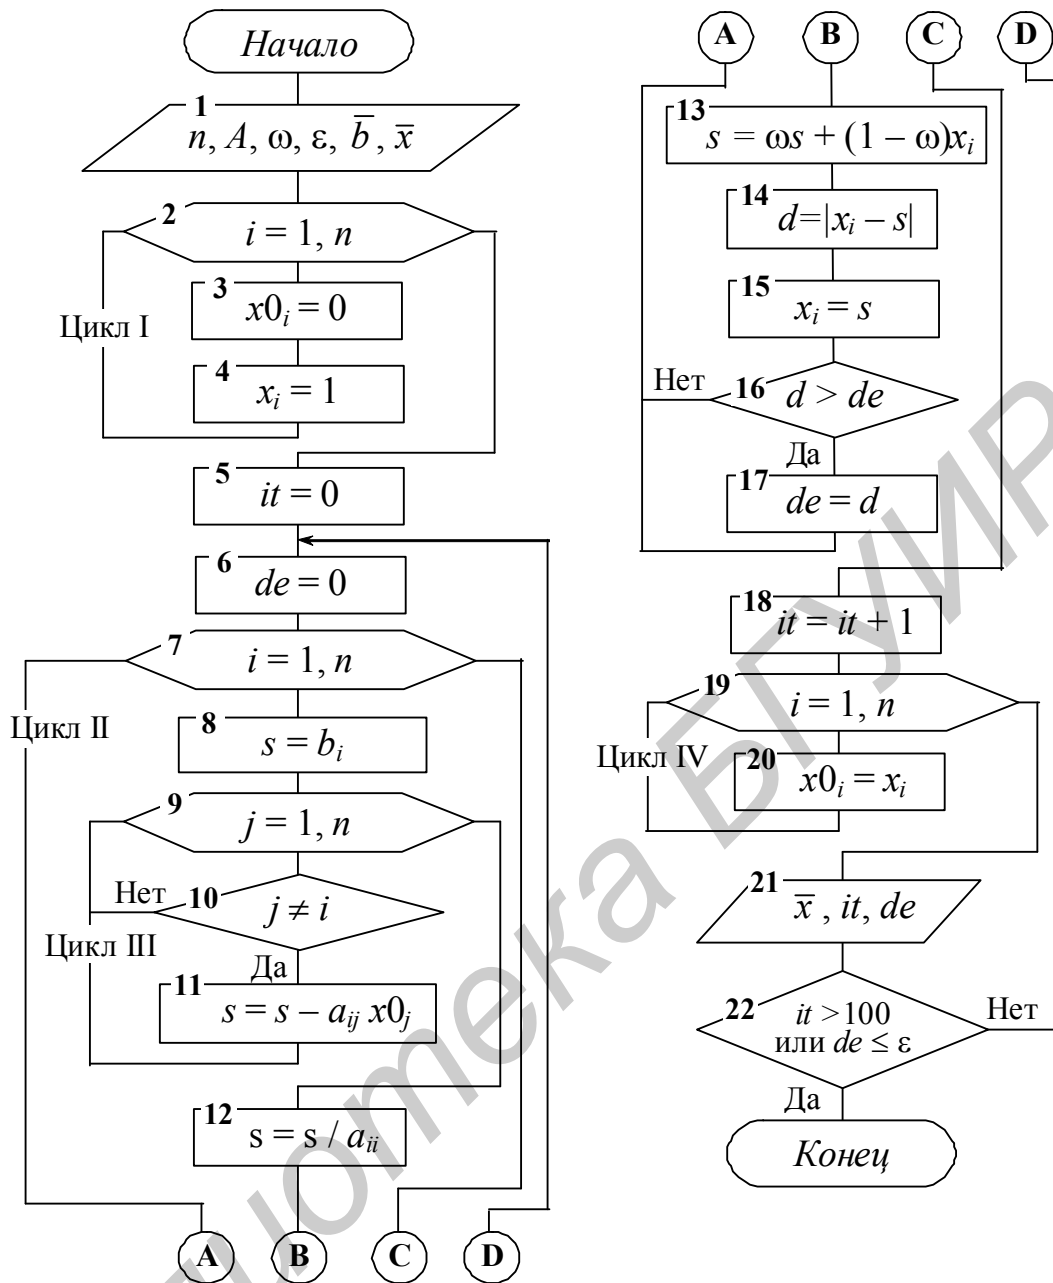 Начало
1
n, A, ω, ε, b̅, x̅
2
i = 1, n
3
x0ᵢ = 0
Цикл I
4
xᵢ = 1
5
it = 0
6
de = 0
7
i = 1, n
Цикл II
8
s = bᵢ
9
j = 1, n
Нет
10
j ≠ i
Цикл III
Да
11
s = s – aᵢⱼ x0ⱼ
12
s = s / aᵢᵢ
A B C D
A B C D
13
s = ωs + (1 – ω)xᵢ
14
d=|xᵢ – s|
15
xᵢ = s
Нет
16
d > de
Да
17
de = d
18
it = it + 1
19
i = 1, n
Цикл IV
20
x0ᵢ = xᵢ
21
x̅ , it, de
22
it >100
или de ≤ ε
Нет
Да
Конец
БГУИР